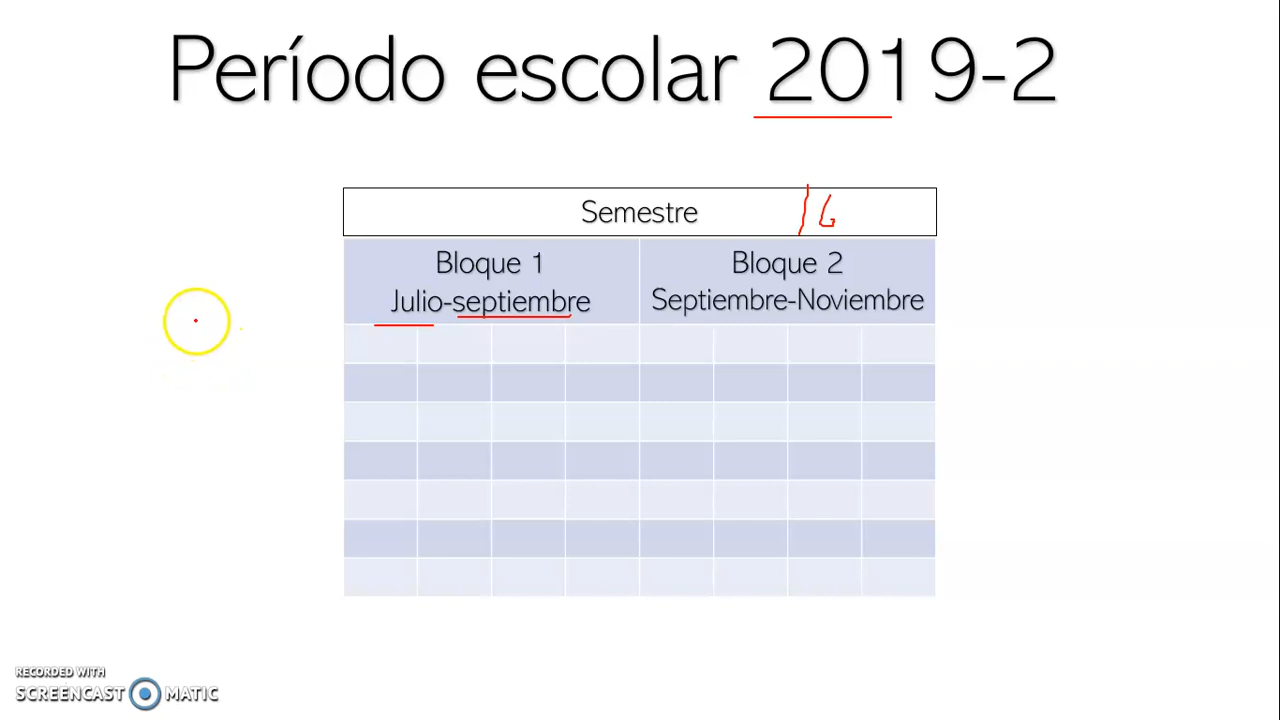 Período escolar 2019-2
Semestre 16
Bloque 1
Julio-septiembre
Bloque 2
Septiembre-Noviembre
RECORDED WITH
SCREENCAST MATIC